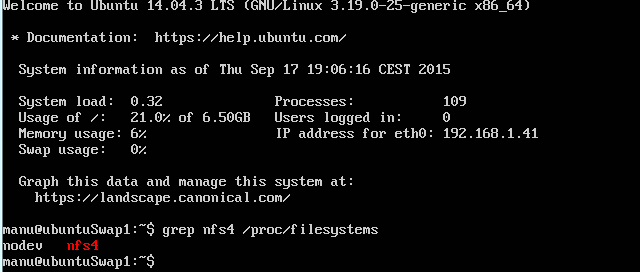 Welcome to Ubuntu 14.04.3 LTS (GNU/Linux 3.19.0-25-generic x86_64)
* Documentation:  https://help.ubuntu.com/
System information as of Thu Sep 17 19:06:16 CEST 2015
System load:  0.32              Processes:           109
Usage of /:   21.0% of 6.50GB   Users logged in:     0
Memory usage: 6%                IP address for eth0: 192.168.1.41
Swap usage:   0%
Graph this data and manage this system at:
https://landscape.canonical.com/
manu@ubuntuSwap1:~$ grep nfs4 /proc/filesystems
nodev   nfs4
manu@ubuntuSwap1:~$